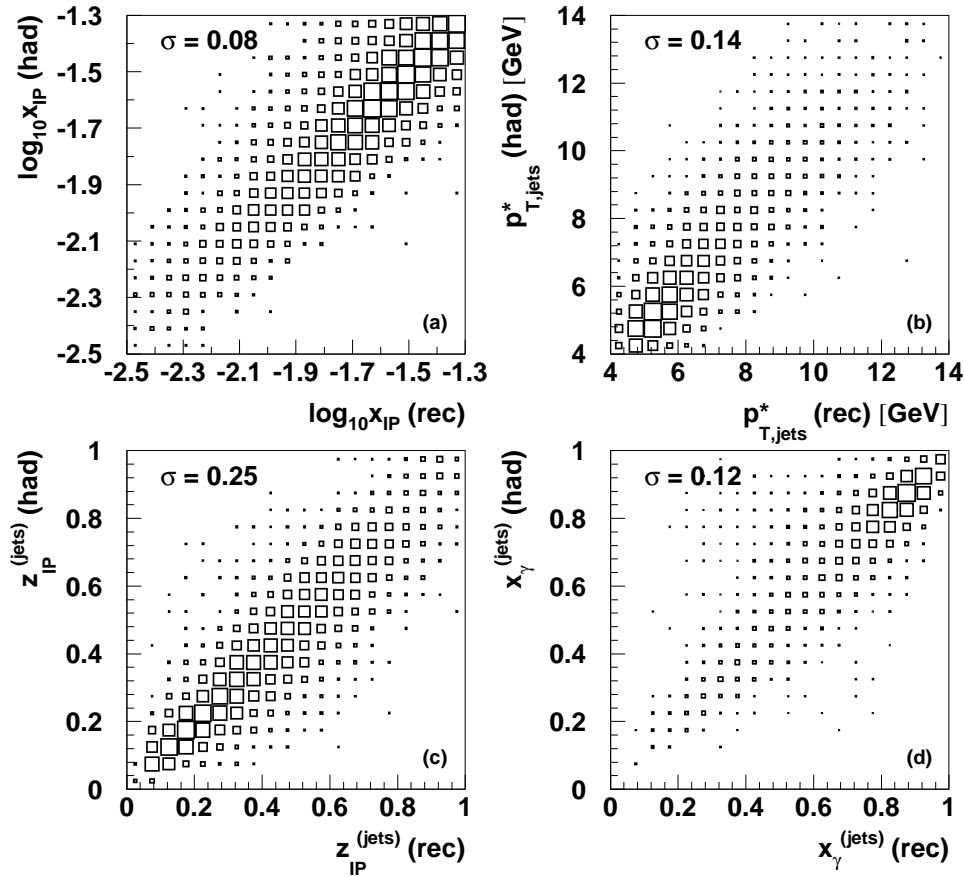 log10xIP (had)
-1.3
-1.5
-1.7
-1.9
-2.1
-2.3
-2.5
σ = 0.08
(a)
-2.5 -2.3 -2.1 -1.9 -1.7 -1.5 -1.3
log10xIP (rec)
p*T,jets (had) [GeV]
14
12
10
8
6
4
σ = 0.14
(b)
4 6 8 10 12 14
p*T,jets (rec) [GeV]
zIP(jets) (had)
1
0.8
0.6
0.4
0.2
0
σ = 0.25
(c)
0 0.2 0.4 0.6 0.8 1
zIP(jets) (rec)
xγ(jets) (had)
1
0.8
0.6
0.4
0.2
0
σ = 0.12
(d)
0 0.2 0.4 0.6 0.8 1
xγ(jets) (rec)